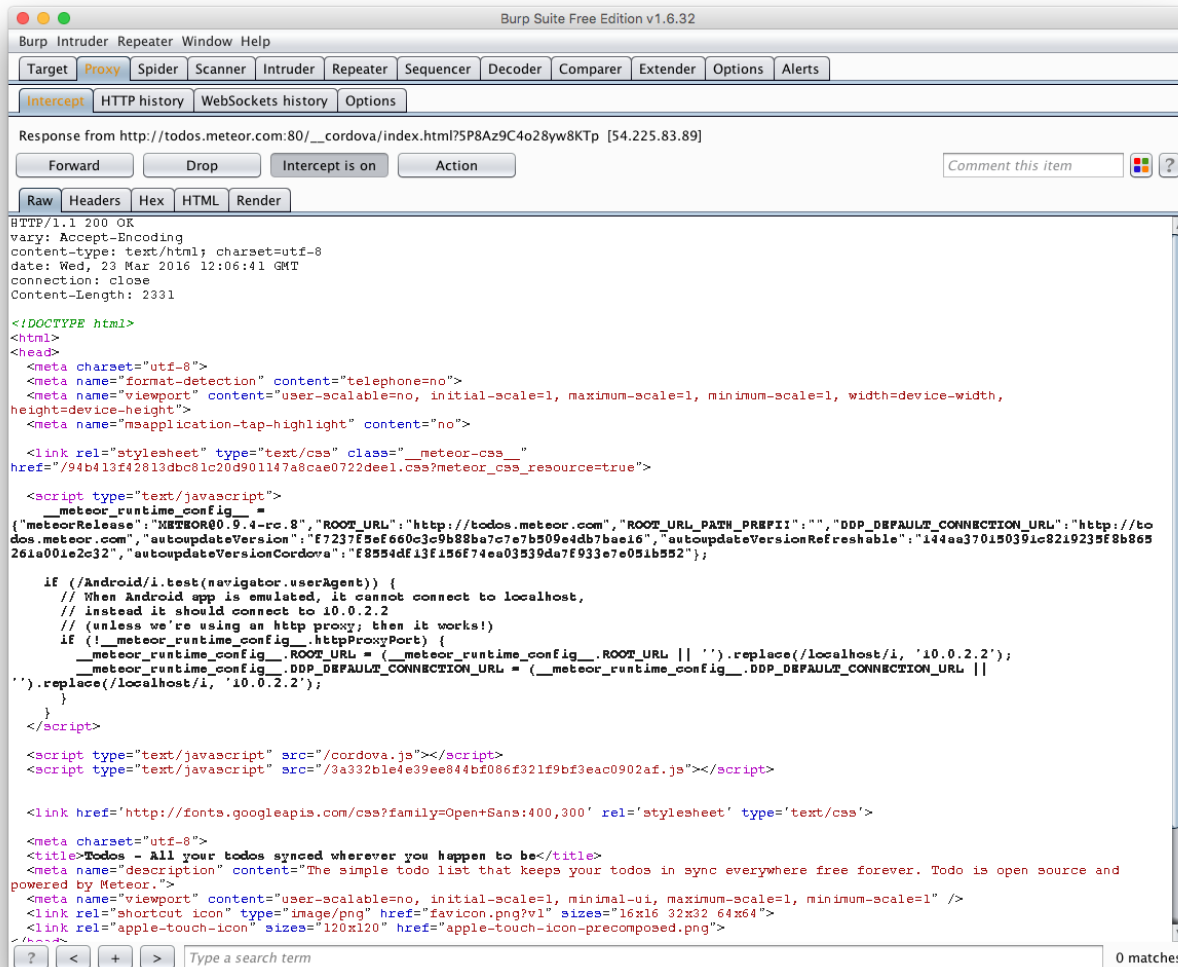 Burp Suite Free Edition v1.6.32
Burp Intruder Repeater Window Help
Target Proxy Spider Scanner Intruder Repeater Sequencer Decoder Comparer Extender Options Alerts
Intercept HTTP history WebSockets history Options
Response from http://todos.meteor.com:80/__cordova/index.html?5P8Az9C4o28yw8KTp [54.225.83.89]
Forward Drop Intercept is on Action Comment this item ?
Raw Headers Hex HTML Render
HTTP/1.1 200 OK
vary: Accept-Encoding
content-type: text/html; charset=utf-8
date: Wed, 23 Mar 2016 12:06:41 GMT
connection: close
Content-Length: 2331
<!DOCTYPE html>
<html>
<head>
<meta charset="utf-8">
<meta name="format-detection" content="telephone=no">
<meta name="viewport" content="user-scalable=no, initial-scale=1, maximum-scale=1, minimum-scale=1, width=device-width,
height=device-height">
<meta name="msapplication-tap-highlight" content="no">
<link rel="stylesheet" type="text/css" class="__meteor-css__"
href="/94b413f42813dbc81c20d901147a8cae0722dee1.css?meteor_css_resource=true">
<script type="text/javascript">
__meteor_runtime_config__ =
{"meteorRelease":"METEOR@0.9.4-rc.8","ROOT_URL":"http://todos.meteor.com","ROOT_URL_PATH_PREFIX":"","DDP_DEFAULT_CONNECTION_URL":"http://to
dos.meteor.com","autoupdateVersion":"f7237f5ef660c3c9b88ba7c7e7b509e4db7bae16","autoupdateVersionRefreshable":"144aa370150391c8219235f8b865
261a001e2c32","autoupdateVersionCordova":"f8554df13f156f74ea03539da7f933e7e051b552"};
if (/Android/i.test(navigator.userAgent)) {
// When Android app is emulated, it cannot connect to localhost,
// instead it should connect to 10.0.2.2
// (unless we're using an http proxy; then it works!)
if (!__meteor_runtime_config__.httpProxyPort) {
__meteor_runtime_config__.ROOT_URL = (__meteor_runtime_config__.ROOT_URL || '').replace(/localhost/i, '10.0.2.2');
__meteor_runtime_config__.DDP_DEFAULT_CONNECTION_URL = (__meteor_runtime_config__.DDP_DEFAULT_CONNECTION_URL ||
'').replace(/localhost/i, '10.0.2.2');
}
}
</script>
<script type="text/javascript" src="/cordova.js"></script>
<script type="text/javascript" src="/3a332b1e4e39ee844bf086f321f9bf3eac0902af.js"></script>
<link href='http://fonts.googleapis.com/css?family=Open+Sans:400,300' rel='stylesheet' type='text/css'>
<meta charset="utf-8">
<title>Todos - All your todos synced wherever you happen to be</title>
<meta name="description" content="The simple todo list that keeps your todos in sync everywhere free forever. Todo is open source and
powered by Meteor.">
<meta name="viewport" content="user-scalable=no, initial-scale=1, minimal-ui, maximum-scale=1, minimum-scale=1" />
<link rel="shortcut icon" type="image/png" href="favicon.png?v1" sizes="16x16 32x32 64x64">
<link rel="apple-touch-icon" sizes="120x120" href="apple-touch-icon-precomposed.png">
</head>
? < + > Type a search term 0 matches